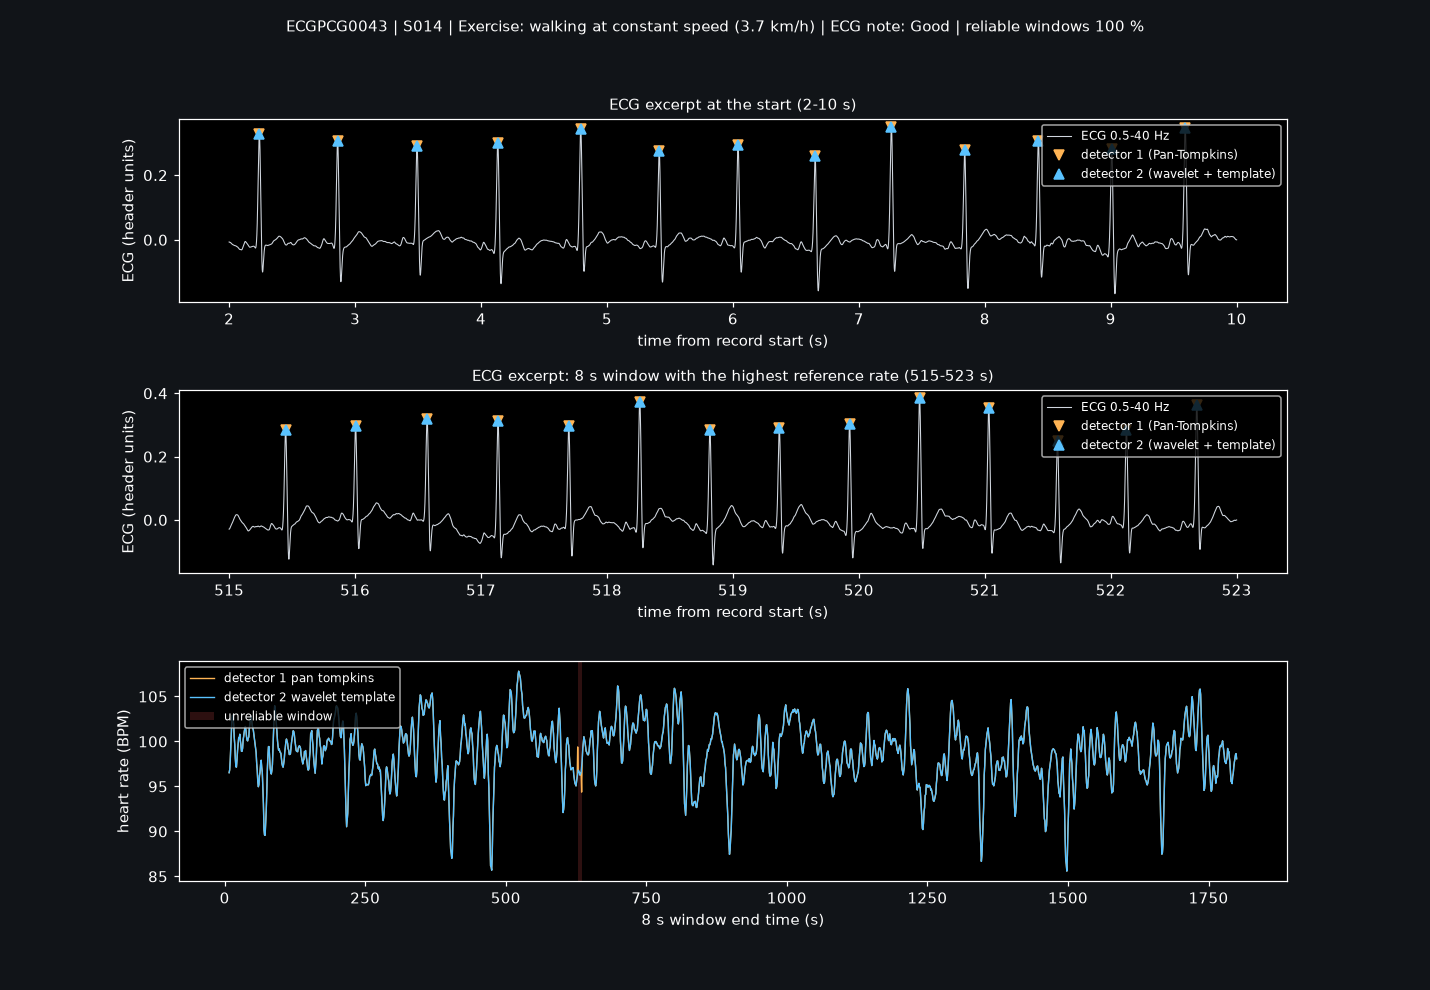 ECGPCG0043 | S014 | Exercise: walking at constant speed (3.7 km/h) | ECG note: Good | reliable windows 100 %
ECG excerpt at the start (2-10 s)
ECG (header units)
0.2
0.0
ECG 0.5-40 Hz
detector 1 (Pan-Tompkins)
detector 2 (wavelet + template)
2 3 4 5 6 7 8 9 10
time from record start (s)
ECG excerpt: 8 s window with the highest reference rate (515-523 s)
ECG (header units)
0.4
0.2
0.0
ECG 0.5-40 Hz
detector 1 (Pan-Tompkins)
detector 2 (wavelet + template)
515 516 517 518 519 520 521 522 523
time from record start (s)
heart rate (BPM)
105
100
95
90
85
detector 1 pan tompkins
detector 2 wavelet template
unreliable window
0 250 500 750 1000 1250 1500 1750
8 s window end time (s)